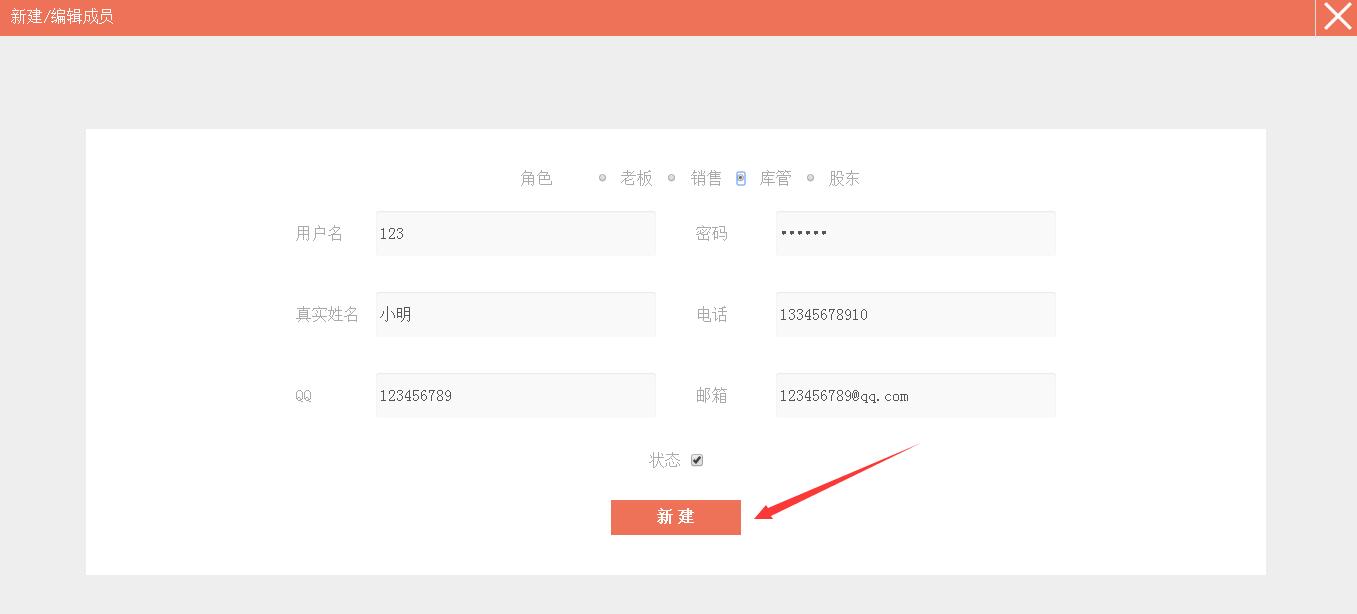 新建/编辑成员
角色 老板 销售 库管 股东
用户名 123 密码 ••••••
真实姓名 小明 电话 13345678910
QQ 123456789 邮箱 123456789@qq.com
状态
新建